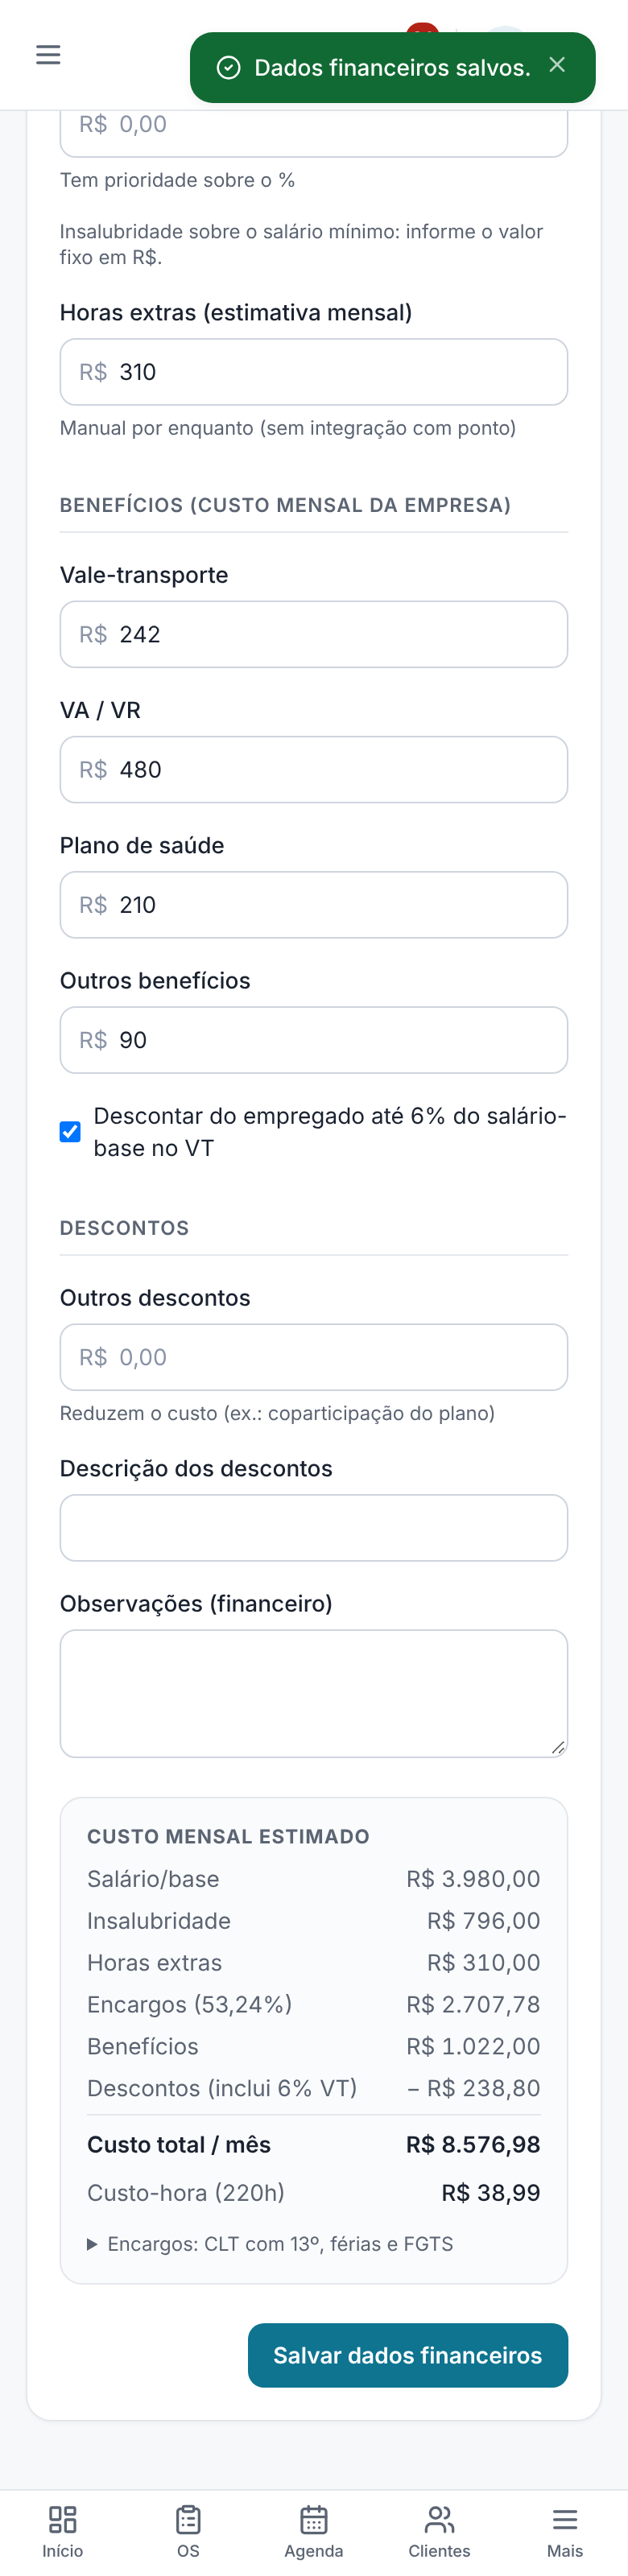 Dados financeiros salvos.
R$ 0,00
Tem prioridade sobre o %
Insalubridade sobre o salário mínimo: informe o valor
fixo em R$.
Horas extras (estimativa mensal)
R$ 310
Manual por enquanto (sem integração com ponto)
BENEFÍCIOS (CUSTO MENSAL DA EMPRESA)
Vale-transporte
R$ 242
VA / VR
R$ 480
Plano de saúde
R$ 210
Outros benefícios
R$ 90
Descontar do empregado até 6% do salário-
base no VT
DESCONTOS
Outros descontos
R$ 0,00
Reduzem o custo (ex.: coparticipação do plano)
Descrição dos descontos
Observações (financeiro)
CUSTO MENSAL ESTIMADO
Salário/base R$ 3.980,00
Insalubridade R$ 796,00
Horas extras R$ 310,00
Encargos (53,24%) R$ 2.707,78
Benefícios R$ 1.022,00
Descontos (inclui 6% VT) − R$ 238,80
Custo total / mês R$ 8.576,98
Custo-hora (220h) R$ 38,99
Encargos: CLT com 13º, férias e FGTS
Salvar dados financeiros
Início OS Agenda Clientes Mais